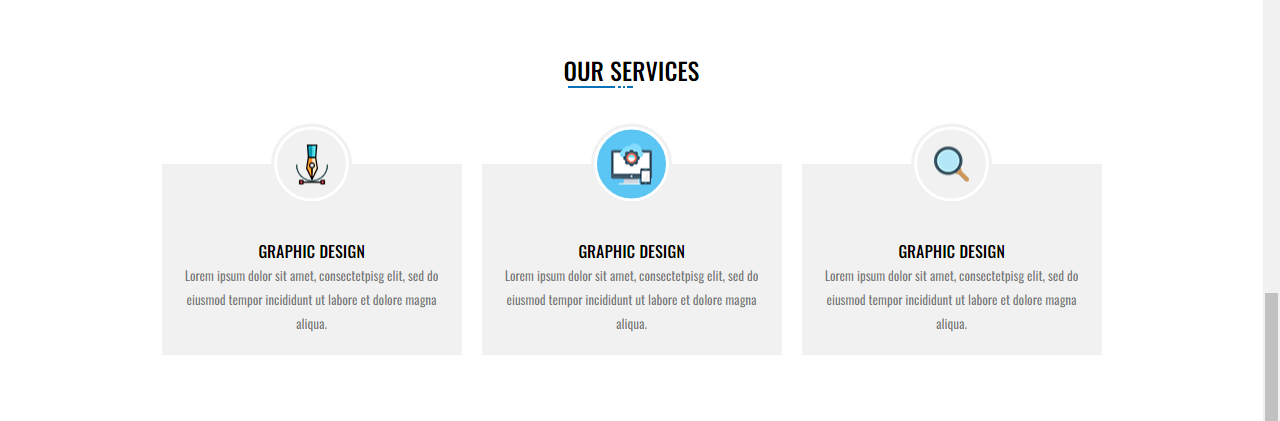 OUR SERVICES
GRAPHIC DESIGN
Lorem ipsum dolor sit amet, consectetpisg elit, sed do
eiusmod tempor incididunt ut labore et dolore magna
aliqua.
GRAPHIC DESIGN
Lorem ipsum dolor sit amet, consectetpisg elit, sed do
eiusmod tempor incididunt ut labore et dolore magna
aliqua.
GRAPHIC DESIGN
Lorem ipsum dolor sit amet, consectetpisg elit, sed do
eiusmod tempor incididunt ut labore et dolore magna
aliqua.